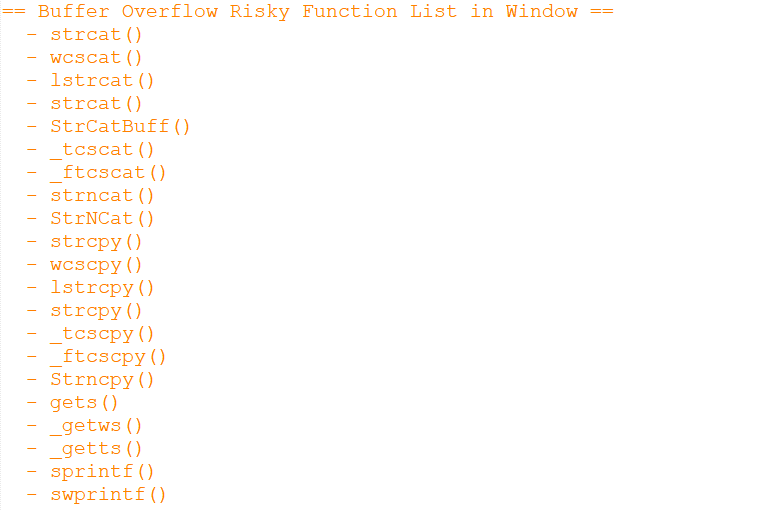 == Buffer Overflow Risky Function List in Window ==
- strcat()
- wcscat()
- lstrcat()
- strcat()
- StrCatBuff()
- _tcscat()
- _ftcscat()
- strncat()
- StrNCat()
- strcpy()
- wcscpy()
- lstrcpy()
- strcpy()
- _tcscpy()
- _ftcscpy()
- Strncpy()
- gets()
- _getws()
- _getts()
- sprintf()
- swprintf()